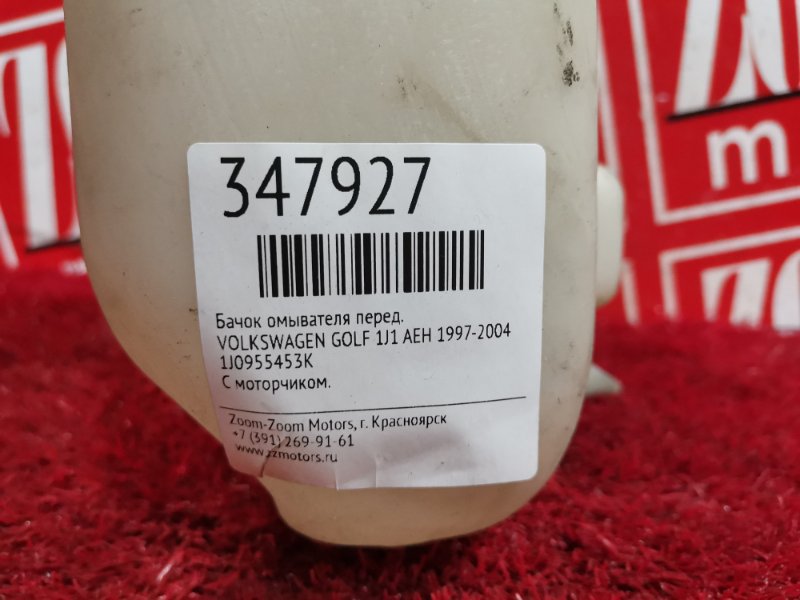 347927
Бачок омывателя перед.
VOLKSWAGEN GOLF 1J1 AEH 1997-2004
1J0955453K
С моторчиком.
Zoom-Zoom Motors, г. Красноярск
+7 (391) 269-91-61
www.zzmotors.ru